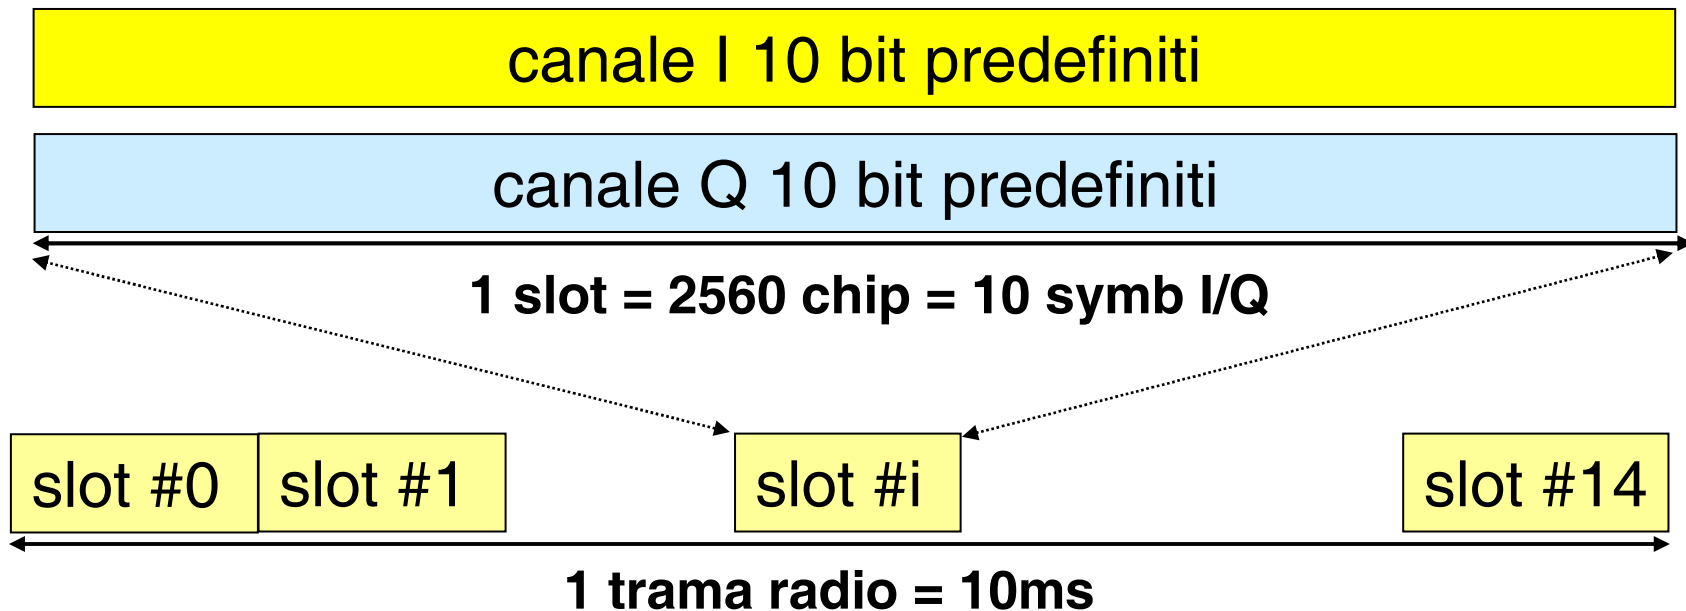 canale I 10 bit predefiniti
canale Q 10 bit predefiniti
1 slot = 2560 chip = 10 symb I/Q
slot #0 slot #1 slot #i slot #14
1 trama radio = 10ms